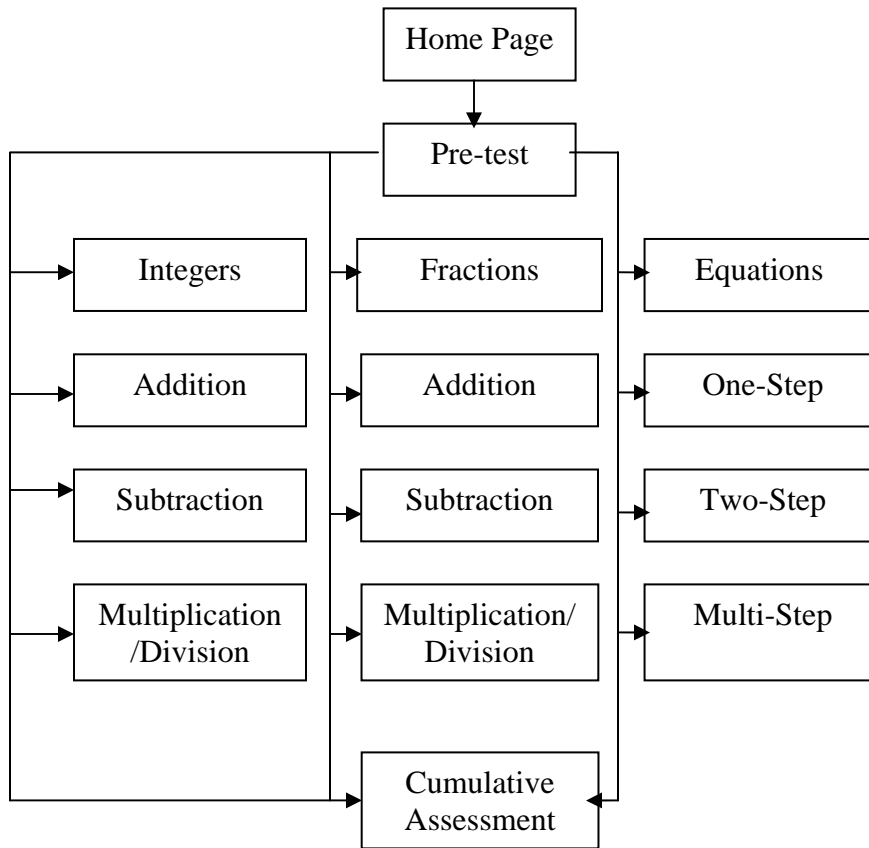 Home Page
Pre-test
Integers
Fractions
Equations
Addition
Addition
One-Step
Subtraction
Subtraction
Two-Step
Multiplication
/Division
Multiplication/
Division
Multi-Step
Cumulative
Assessment